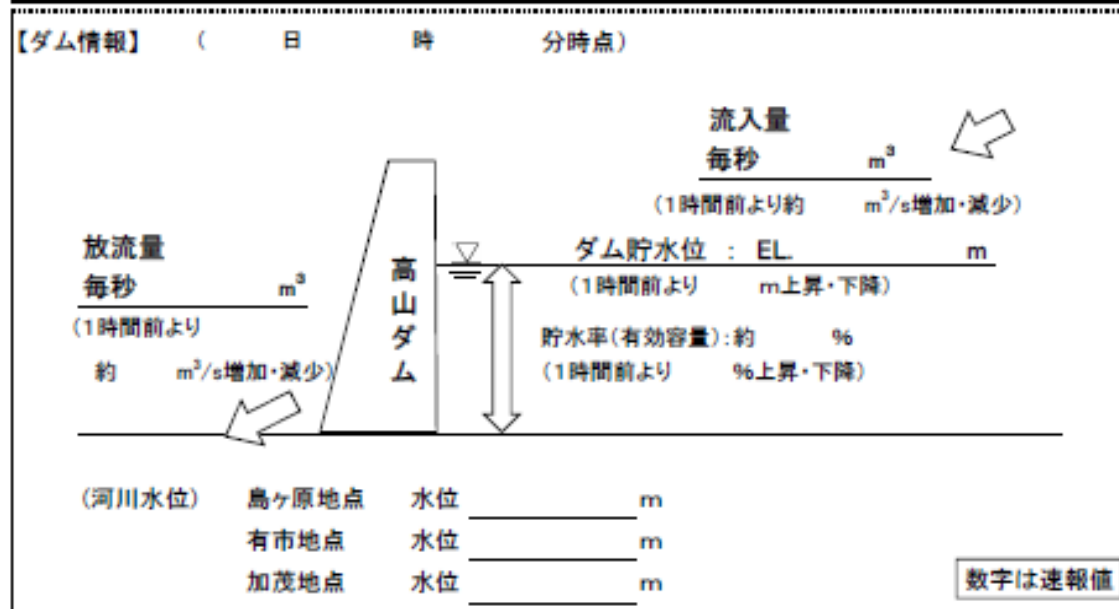 【ダム情報】 ( 日 時 分時点)
流入量
毎秒 m³
(1時間前より約 m³/s増加・減少)
放流量
毎秒 m³
(1時間前より
約 m³/s増加・減少)
高山ダム
ダム貯水位 : EL. m
(1時間前より m上昇・下降)
貯水率(有効容量):約 %
(1時間前より %上昇・下降)
(河川水位) 島ヶ原地点 水位 m
有市地点 水位 m
加茂地点 水位 m
数字は速報値